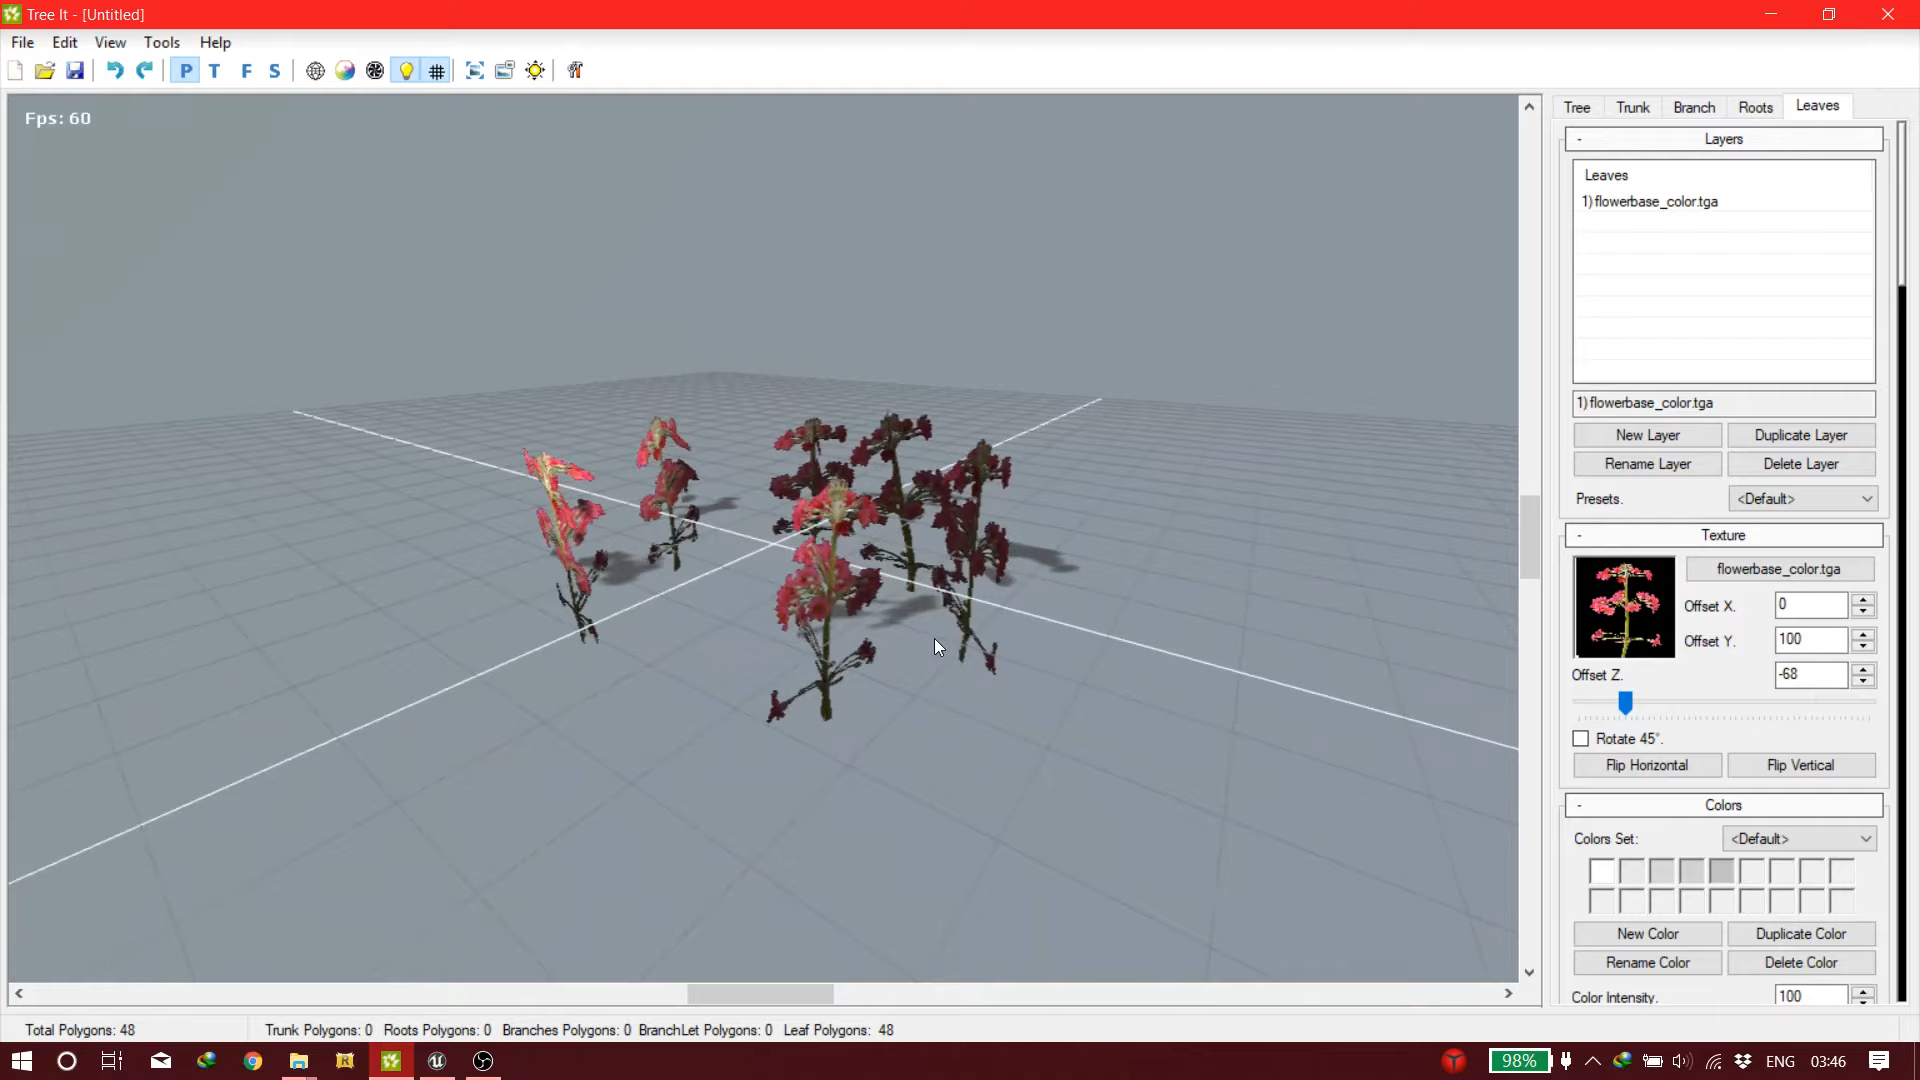 Tree It - [Untitled]
File Edit View Tools Help
P T F S
Fps: 60
Tree Trunk Branch Roots Leaves
- Layers
Leaves
1) flowerbase_color.tga
1) flowerbase_color.tga
New Layer Duplicate Layer
Rename Layer Delete Layer
Presets. <Default>
- Texture
flowerbase_color.tga
Offset X. 0
Offset Y. 100
Offset Z. -68
Rotate 45°.
Flip Horizontal Flip Vertical
- Colors
Colors Set: <Default>
New Color Duplicate Color
Rename Color Delete Color
Color Intensity. 100
Total Polygons: 48 Trunk Polygons: 0 Roots Polygons: 0 Branches Polygons: 0 BranchLet Polygons: 0 Leaf Polygons: 48
98% ENG 03:46